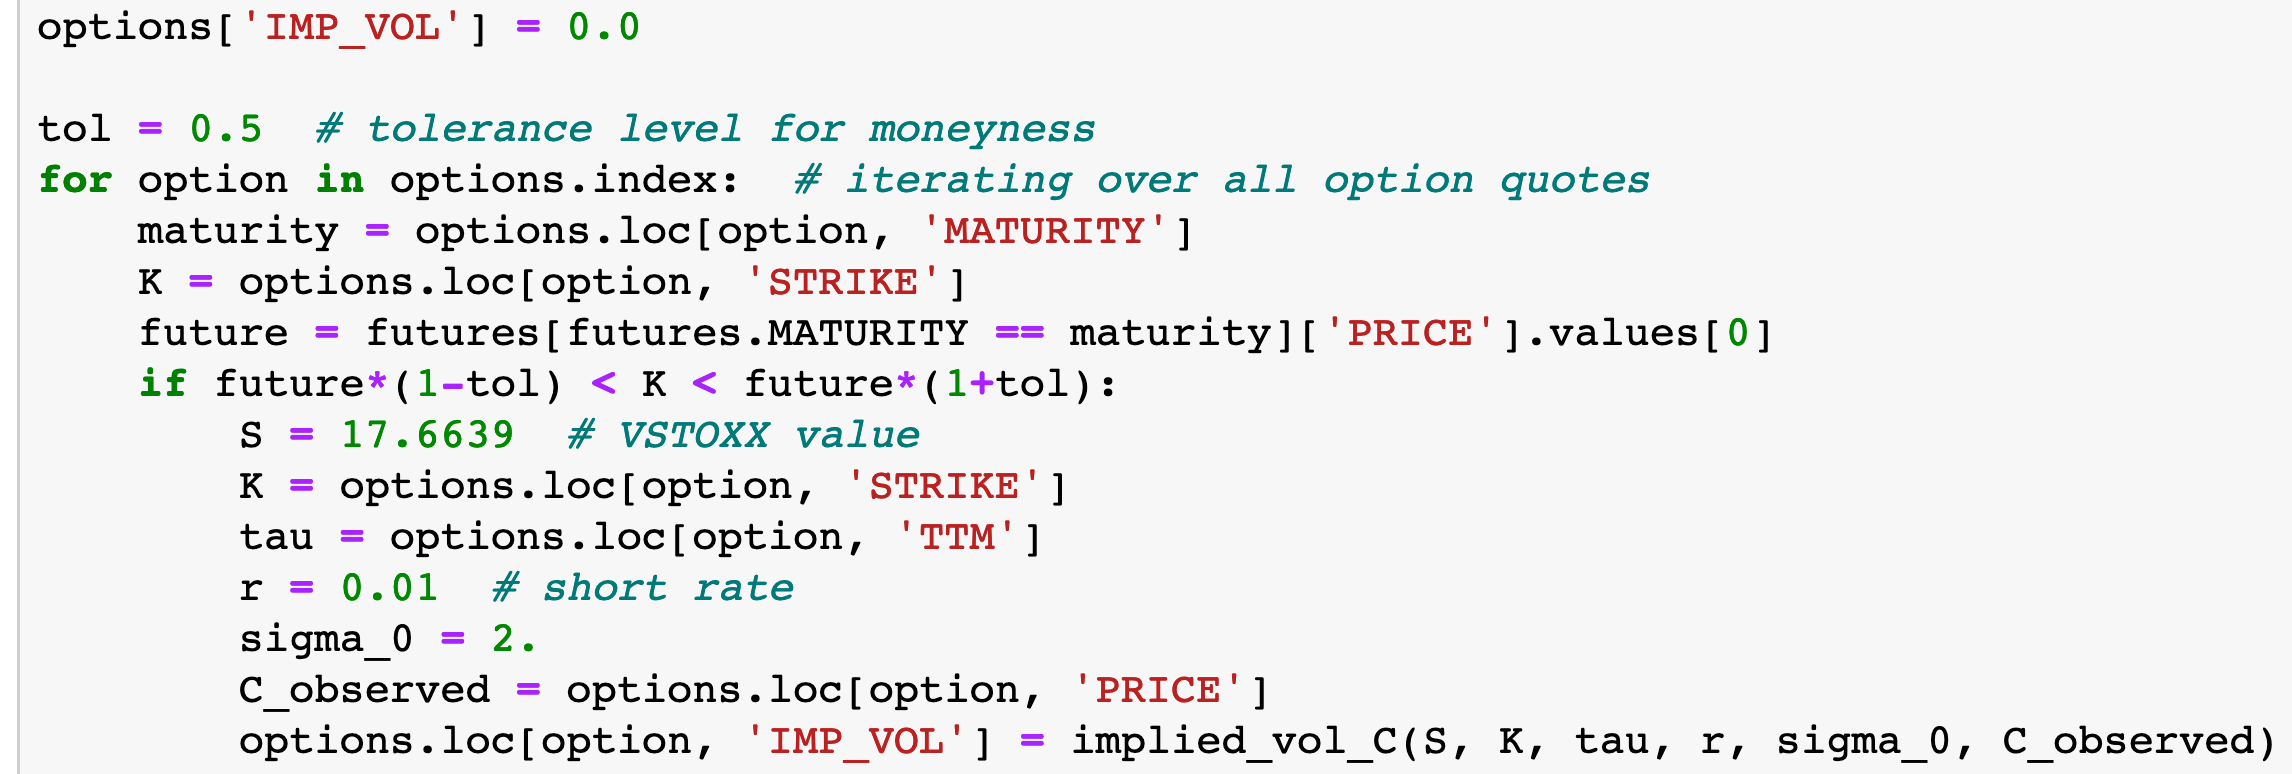 options['IMP_VOL'] = 0.0

tol = 0.5  # tolerance level for moneyness
for option in options.index:  # iterating over all option quotes
    maturity = options.loc[option, 'MATURITY']
    K = options.loc[option, 'STRIKE']
    future = futures[futures.MATURITY == maturity]['PRICE'].values[0]
    if future*(1-tol) < K < future*(1+tol):
        S = 17.6639  # VSTOXX value
        K = options.loc[option, 'STRIKE']
        tau = options.loc[option, 'TTM']
        r = 0.01  # short rate
        sigma_0 = 2.
        C_observed = options.loc[option, 'PRICE']
        options.loc[option, 'IMP_VOL'] = implied_vol_C(S, K, tau, r, sigma_0, C_observed)